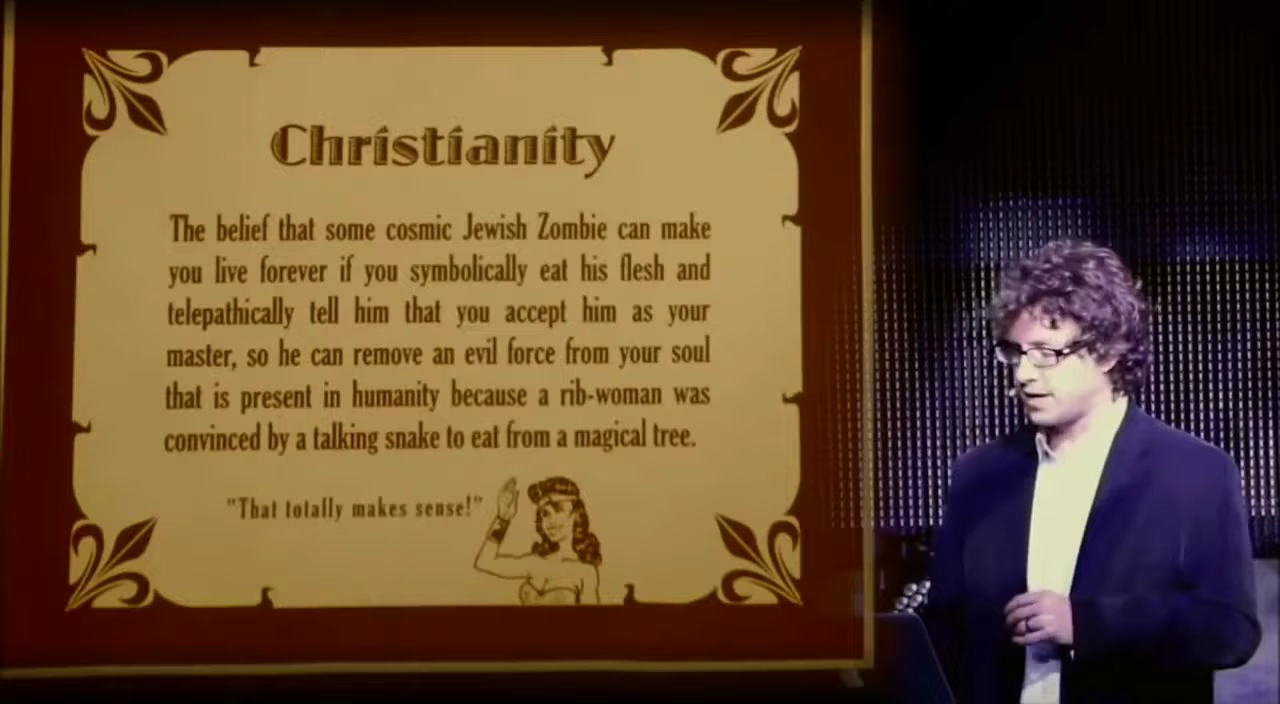 Christianity
The belief that some cosmic Jewish Zombie can make
you live forever if you symbolically eat his flesh and
telepathically tell him that you accept him as your
master, so he can remove an evil force from your soul
that is present in humanity because a rib-woman was
convinced by a talking snake to eat from a magical tree.
"That totally makes sense!"